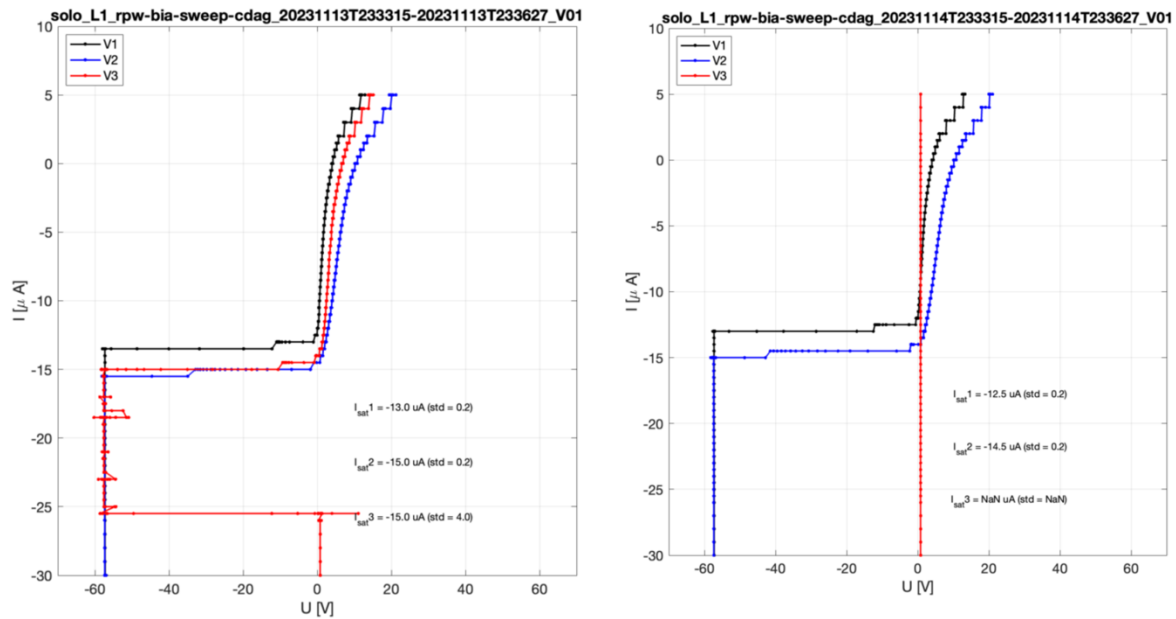 solo_L1_rpw-bia-sweep-cdag_20231113T233315-20231113T233627_V01
10
V1
V2
V3
5
0
-5
-10
-15
-20
-25
-30
I [μ A]
I_sat1 = -13.0 uA (std = 0.2)
I_sat2 = -15.0 uA (std = 0.2)
I_sat3 = -15.0 uA (std = 4.0)
-60 -40 -20 0 20 40 60
U [V]
solo_L1_rpw-bia-sweep-cdag_20231114T233315-20231114T233627_V01
10
V1
V2
V3
5
0
-5
-10
-15
-20
-25
-30
I [μ A]
I_sat1 = -12.5 uA (std = 0.2)
I_sat2 = -14.5 uA (std = 0.2)
I_sat3 = NaN uA (std = NaN)
-60 -40 -20 0 20 40 60
U [V]